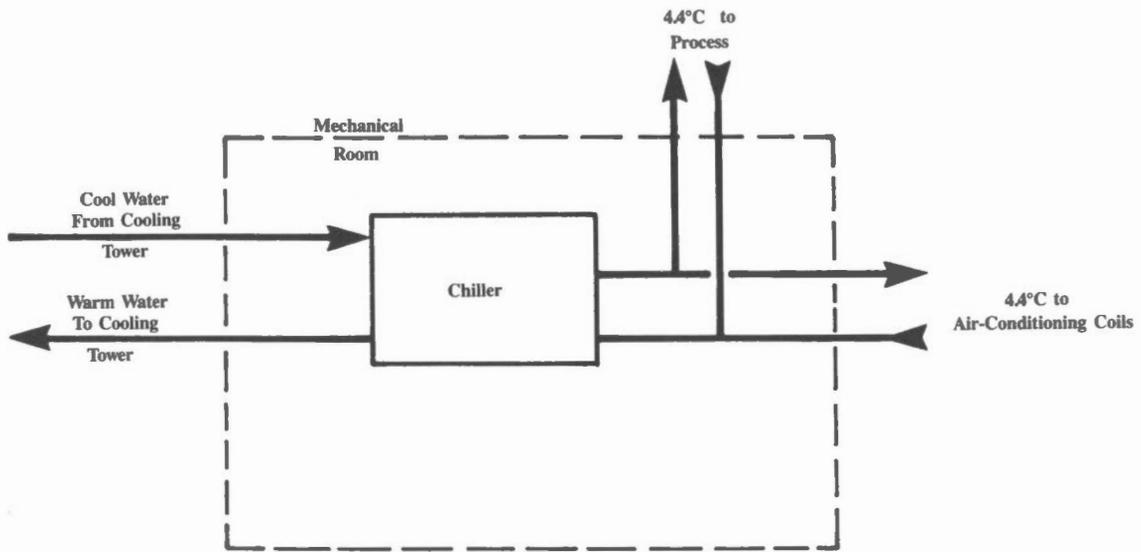 4.4°C to
Process
Mechanical
Room
Cool Water
From Cooling
Tower
Chiller
Warm Water
To Cooling
Tower
4.4°C to
Air-Conditioning Coils